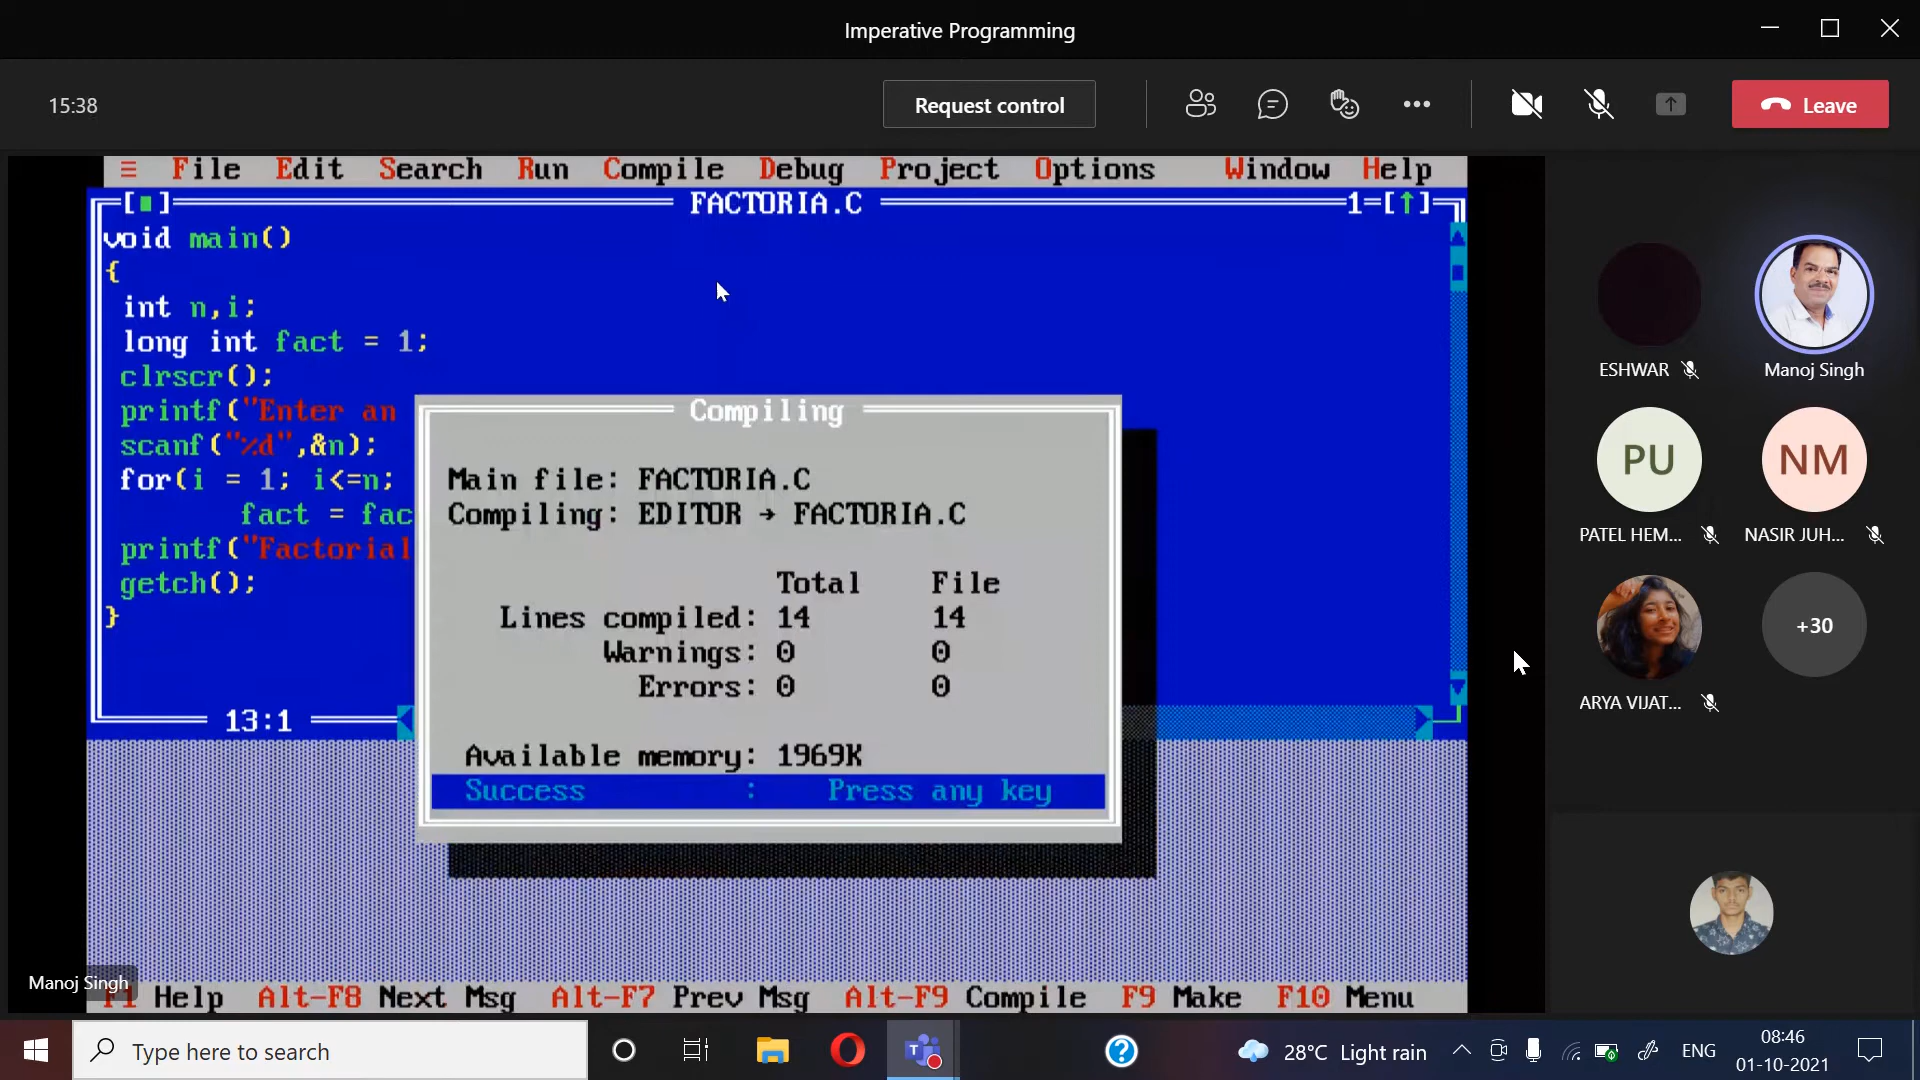 Imperative Programming
15:38
Request control
Leave
≡ File Edit Search Run Compile Debug Project Options Window Help
[■] FACTORIA.C 1=[↑]
void main()
{
int n,i;
long int fact = 1;
clrscr();
printf("Enter an
scanf("%d",&n);
for(i = 1; i<=n;
fact = fac
printf("Factorial
getch();
}
13:1
Compiling
Main file: FACTORIA.C
Compiling: EDITOR → FACTORIA.C
Total File
Lines compiled: 14 14
Warnings: 0 0
Errors: 0 0
Available memory: 1969K
Success : Press any key
F1 Help Alt-F8 Next Msg Alt-F7 Prev Msg Alt-F9 Compile F9 Make F10 Menu
Manoj Singh
ESHWAR
Manoj Singh
PU
NM
PATEL HEM...
NASIR JUH...
ARYA VIJAT...
+30
Type here to search
28°C Light rain
ENG
08:46
01-10-2021